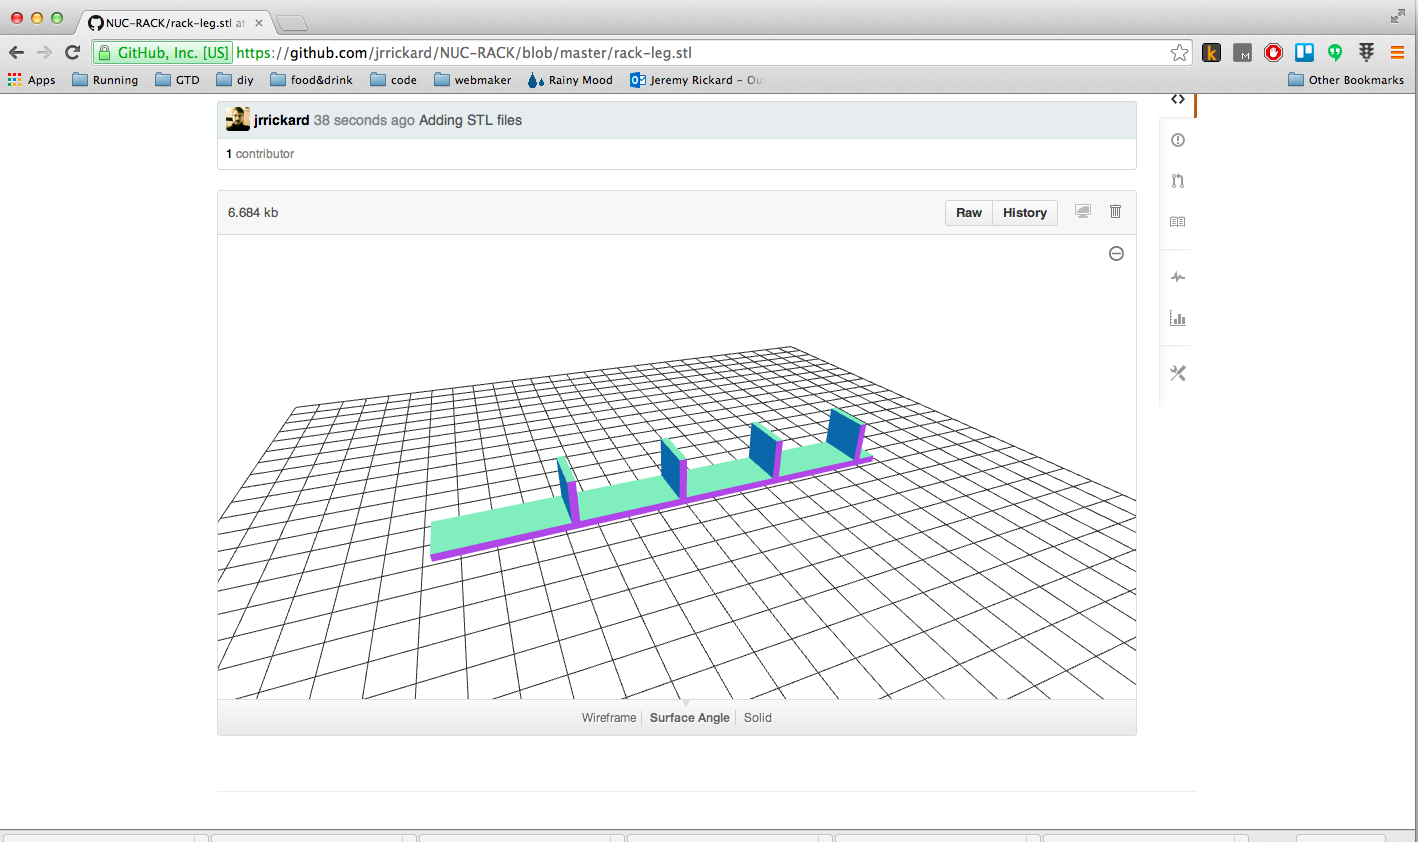 NUC-RACK/rack-leg.stl at
GitHub, Inc. [US] https://github.com/jrrickard/NUC-RACK/blob/master/rack-leg.stl
Apps Running GTD diy food&drink code webmaker Rainy Mood Jeremy Rickard – Ou Other Bookmarks
jrrickard 38 seconds ago Adding STL files
1 contributor
6.684 kb Raw History
Wireframe Surface Angle Solid